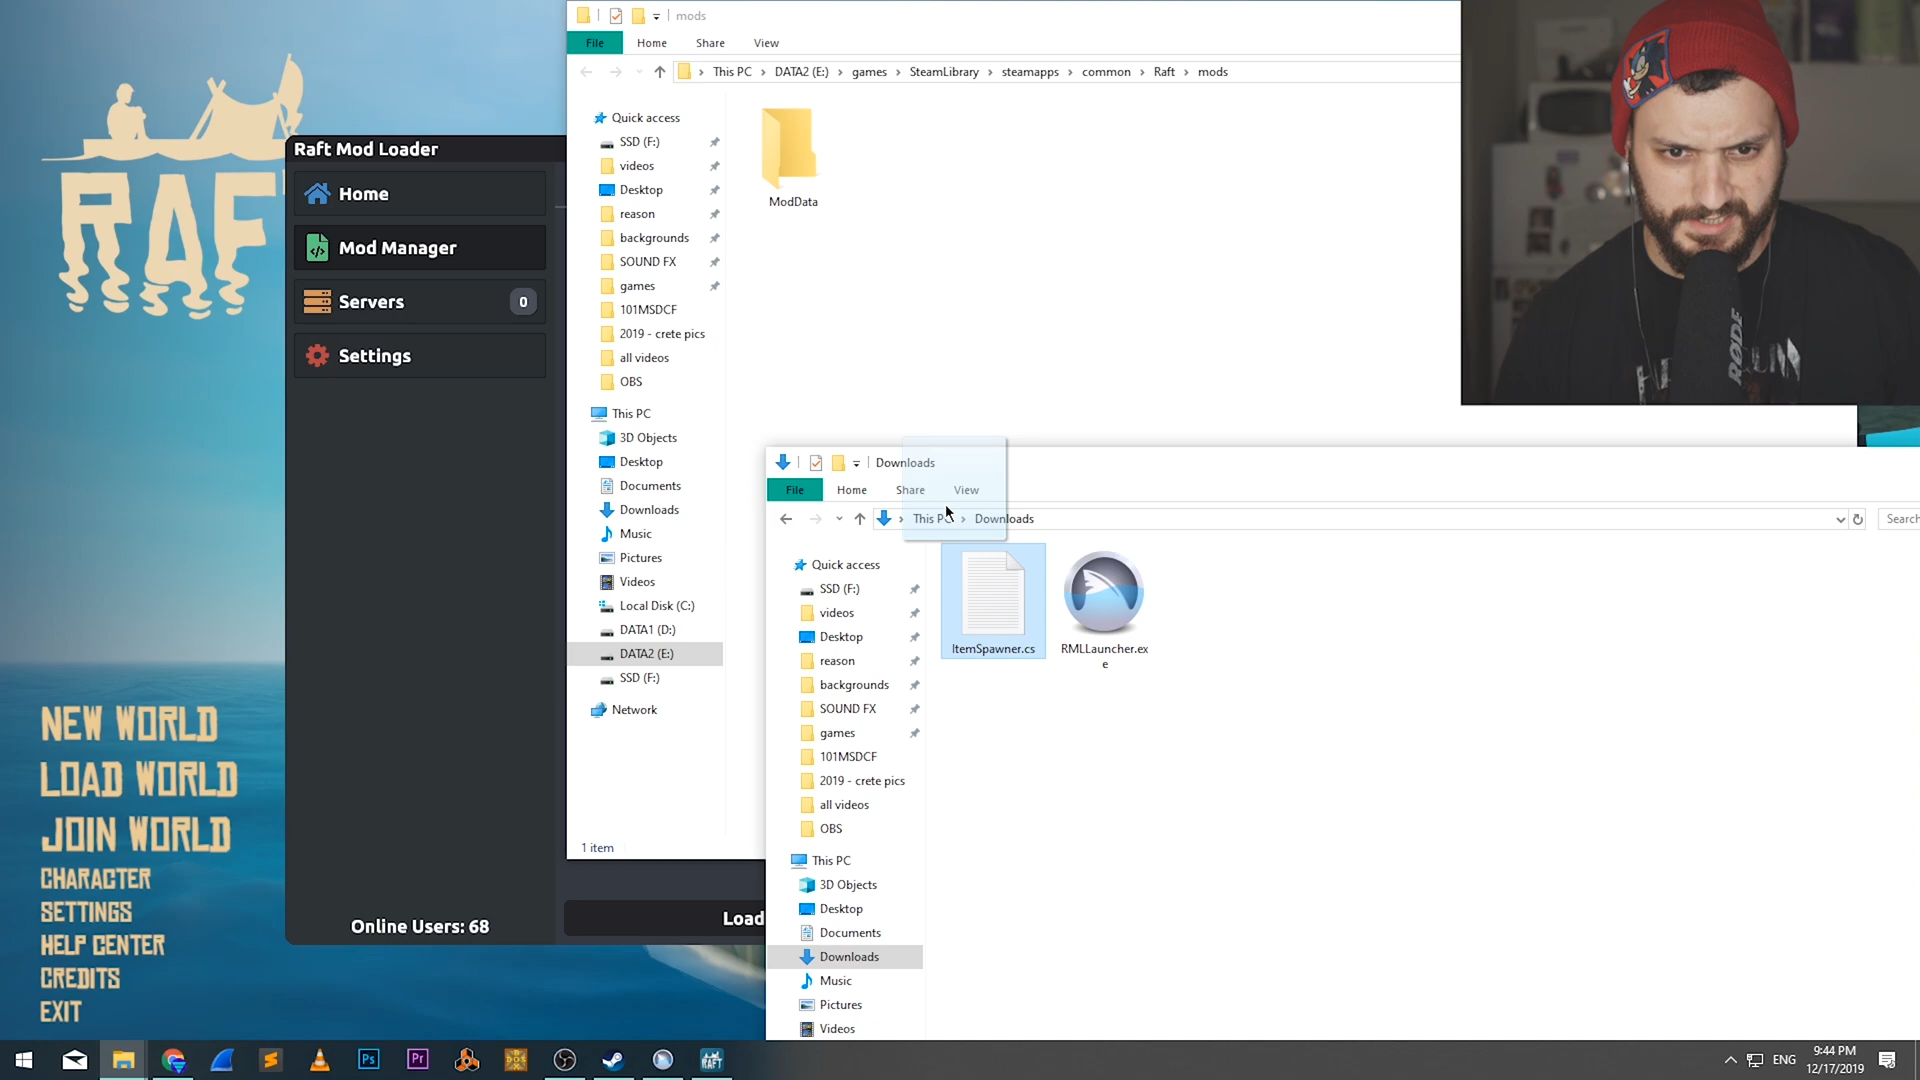 mods
File
Home
Share
View
This PC
DATA2 (E:)
games
SteamLibrary
steamapps
common
Raft
mods
RAF
Raft Mod Loader
Home
Mod Manager
Servers
0
Settings
Online Users: 68
Quick access
SSD (F:)
videos
Desktop
reason
backgrounds
SOUND FX
games
101MSDCF
2019 - crete pics
all videos
OBS
This PC
3D Objects
Desktop
Documents
Downloads
Music
Pictures
Videos
Local Disk (C:)
DATA1 (D:)
DATA2 (E:)
SSD (F:)
Network
1 item
ModData
RØDE
Downloads
File
Home
Share
View
This PC
Downloads
Search
Quick access
SSD (F:)
videos
Desktop
reason
backgrounds
SOUND FX
games
101MSDCF
2019 - crete pics
all videos
OBS
This PC
3D Objects
Desktop
Documents
Downloads
Music
Pictures
Videos
ItemSpawner.cs
RMLLauncher.ex
e
Load
NEW WORLD
LOAD WORLD
JOIN WORLD
CHARACTER
SETTINGS
HELP CENTER
CREDITS
EXIT
Ps
Pr
DOS
RAFT
ENG
9:44 PM
12/17/2019